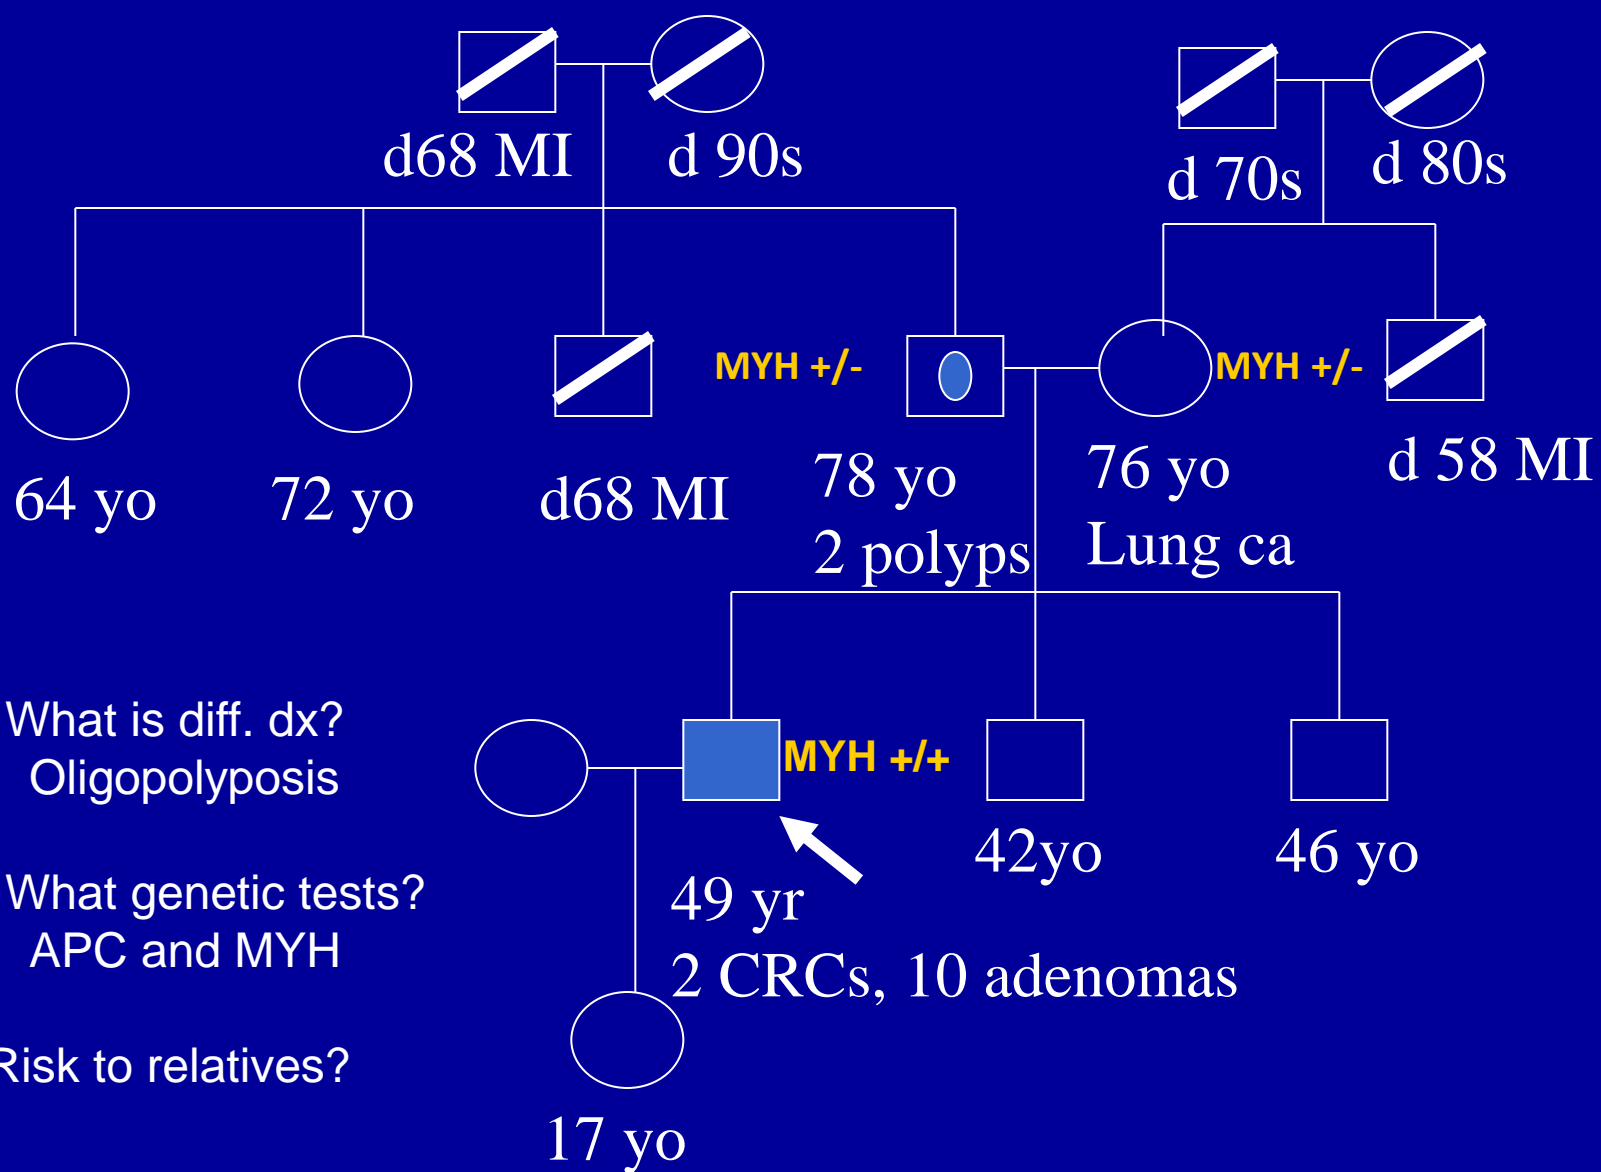 d68 MI
d 90s
d 70s
d 80s
MYH +/-
MYH +/-
64 yo
72 yo
d68 MI
78 yo
2 polyps
76 yo
Lung ca
d 58 MI
What is diff. dx?
Oligopolyposis
MYH +/+
What genetic tests?
APC and MYH
49 yr
2 CRCs, 10 adenomas
42yo
46 yo
Risk to relatives?
17 yo